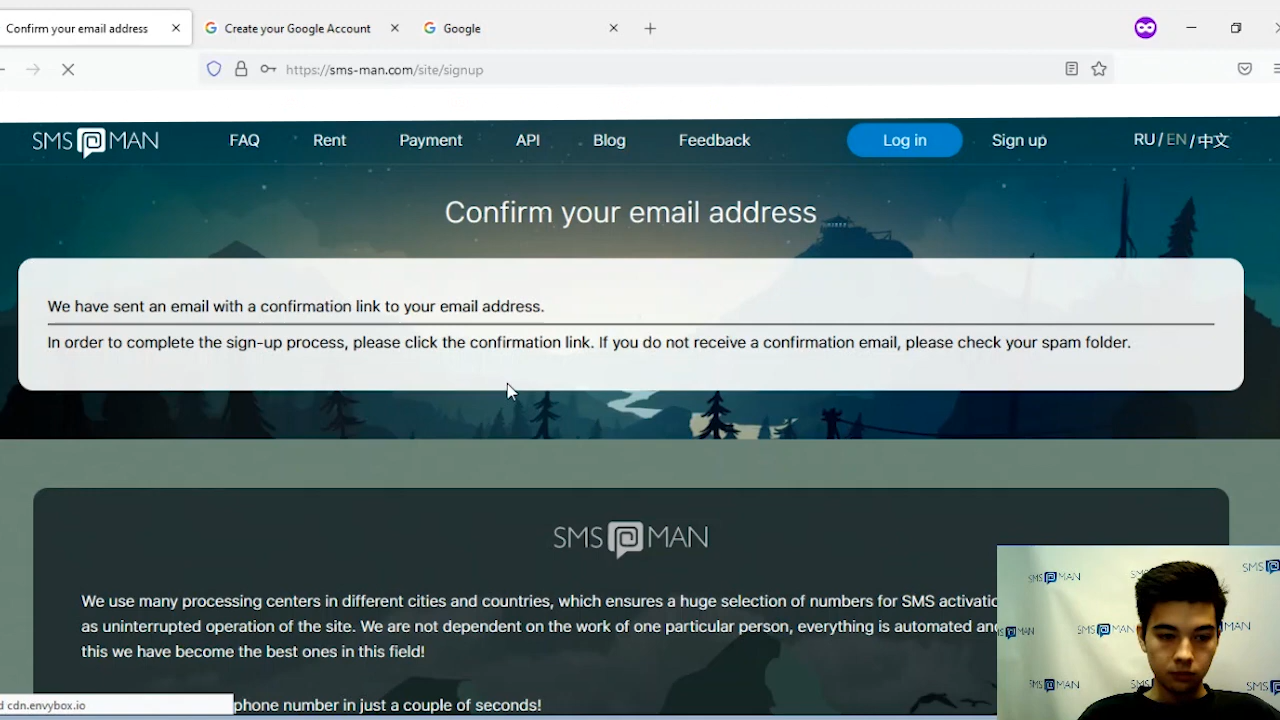 Confirm your email address
Create your Google Account
Google
https://sms-man.com/site/signup
SMS MAN
FAQ
Rent
Payment
API
Blog
Feedback
Log in
Sign up
RU / EN / 中文
Confirm your email address
We have sent an email with a confirmation link to your email address.
In order to complete the sign-up process, please click the confirmation link. If you do not receive a confirmation email, please check your spam folder.
SMS MAN
We use many processing centers in different cities and countries, which ensures a huge selection of numbers for SMS
as uninterrupted operation of the site. We are not dependent on the work of one particular person, everything is automated
this we have become the best ones in this field!
phone number in just a couple of seconds!
cdn.envybox.io
SMS MAN
SMS
SMS MAN
MAN
SMS MAN
SMS